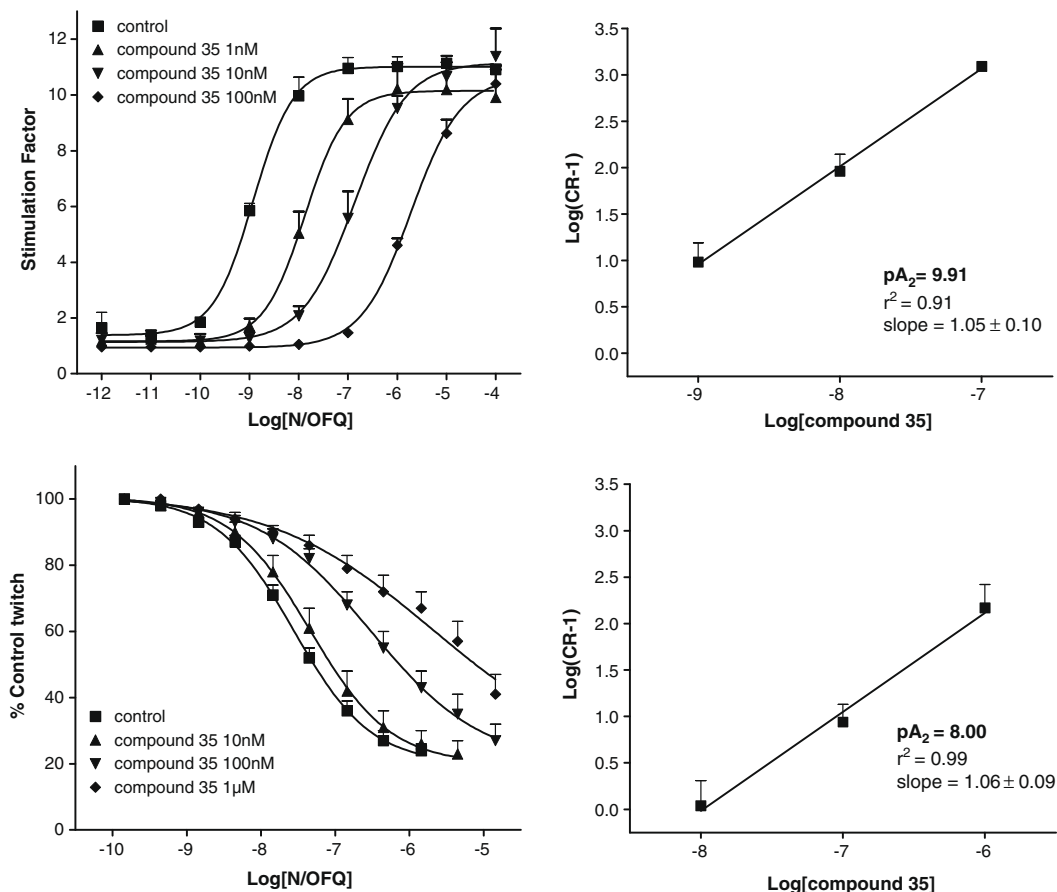 control
compound 35 1nM
compound 35 10nM
compound 35 100nM
Stimulation Factor
12
10
8
6
4
2
0
-12 -11 -10 -9 -8 -7 -6 -5 -4
Log[N/OFQ]
Log(CR-1)
3.5
3.0
2.5
2.0
1.5
1.0
0.5
0.0
pA2= 9.91
r2 = 0.91
slope = 1.05 ± 0.10
-9 -8 -7
Log[compound 35]
% Control twitch
100
80
60
40
20
0
control
compound 35 10nM
compound 35 100nM
compound 35 1µM
-10 -9 -8 -7 -6 -5
Log[N/OFQ]
Log(CR-1)
3.5
3.0
2.5
2.0
1.5
1.0
0.5
0.0
pA2 = 8.00
r2 = 0.99
slope = 1.06 ± 0.09
-8 -7 -6
Log[compound 35]